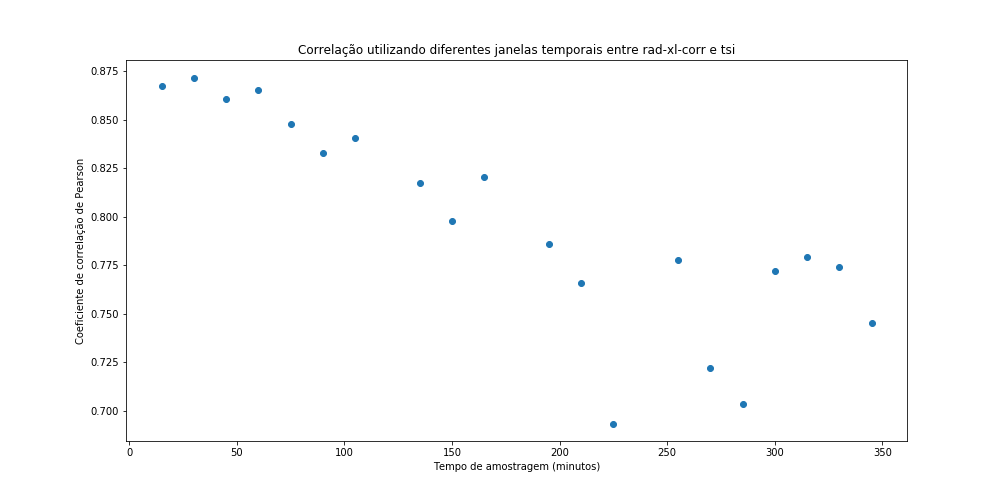 Correlação utilizando diferentes janelas temporais entre rad-xl-corr e tsi
Coeficiente de correlação de Pearson
0.875
0.850
0.825
0.800
0.775
0.750
0.725
0.700
0 50 100 150 200 250 300 350
Tempo de amostragem (minutos)